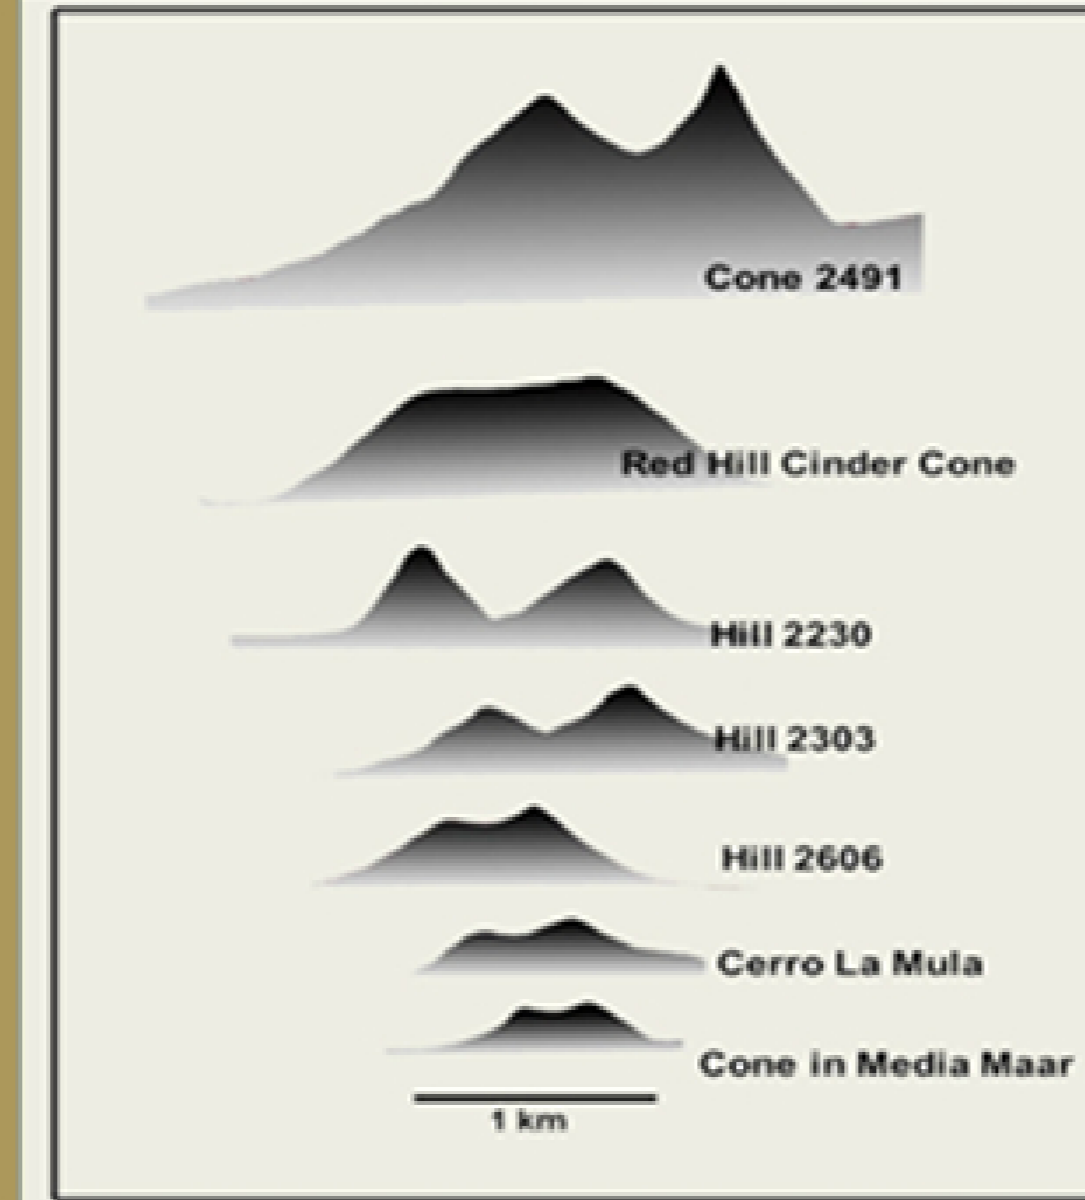 Cone 2491
Red Hill Cinder Cone
Hill 2230
Hill 2303
Hill 2606
Cerro La Mula
Cone in Media Maar
1 km